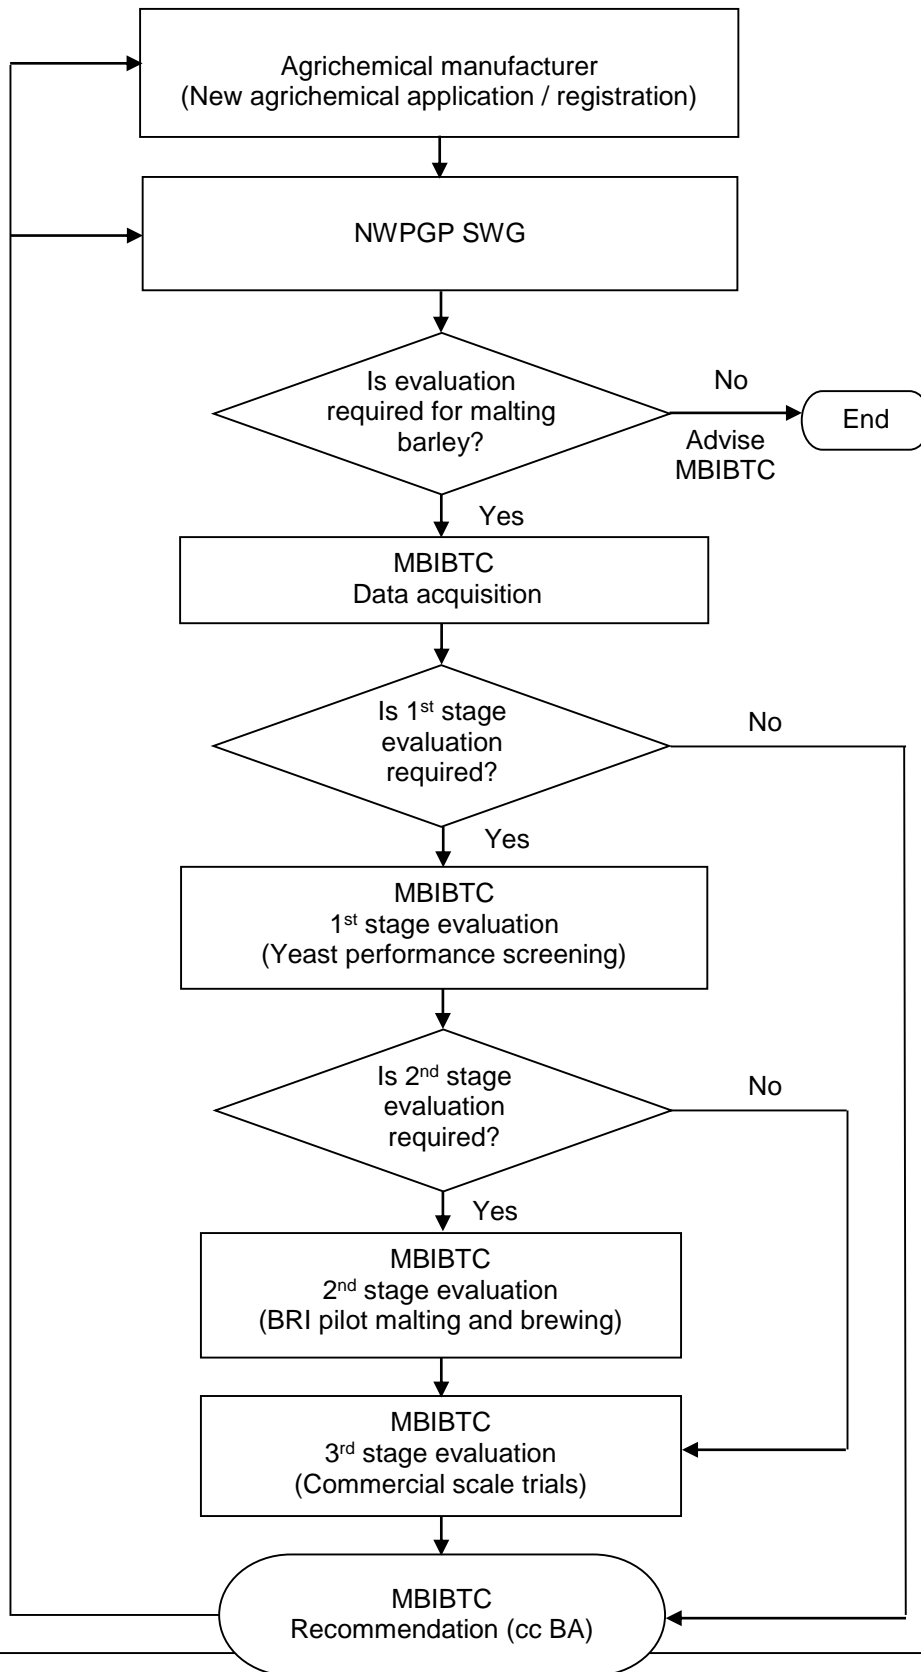 Agrichemical manufacturer
(New agrichemical application / registration)
NWPGP SWG
Is evaluation
required for malting
barley?
No
Advise
MBIBTC
End
Yes
MBIBTC
Data acquisition
Is 1st stage
evaluation
required?
No
Yes
MBIBTC
1st stage evaluation
(Yeast performance screening)
Is 2nd stage
evaluation
required?
No
Yes
MBIBTC
2nd stage evaluation
(BRI pilot malting and brewing)
MBIBTC
3rd stage evaluation
(Commercial scale trials)
MBIBTC
Recommendation (cc BA)